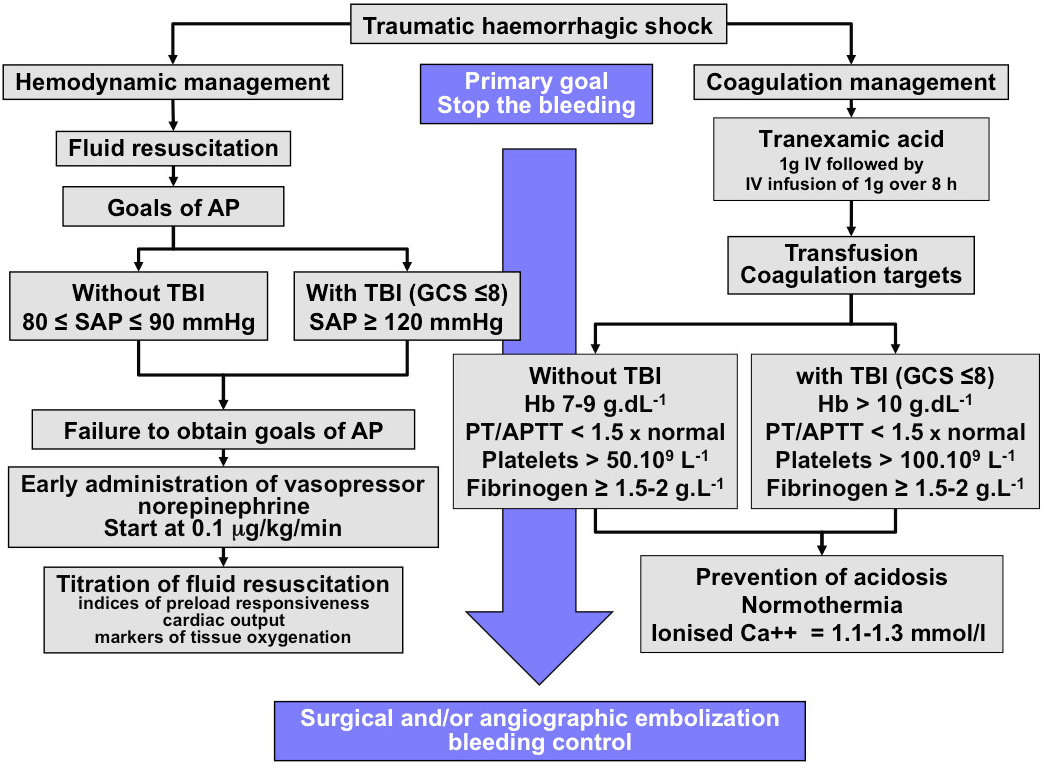 Traumatic haemorrhagic shock
Hemodynamic management
Primary goal
Stop the bleeding
Coagulation management
Fluid resuscitation
Goals of AP
Without TBI
80 ≤ SAP ≤ 90 mmHg
With TBI (GCS ≤8)
SAP ≥ 120 mmHg
Failure to obtain goals of AP
Early administration of vasopressor
norepinephrine
Start at 0.1 μg/kg/min
Titration of fluid resuscitation
indices of preload responsiveness
cardiac output
markers of tissue oxygenation
Tranexamic acid
1g IV followed by
IV infusion of 1g over 8 h
Transfusion
Coagulation targets
Without TBI
Hb 7-9 g.dL⁻¹
PT/APTT < 1.5 x normal
Platelets > 50.10⁹ L⁻¹
Fibrinogen ≥ 1.5-2 g.L⁻¹
with TBI (GCS ≤8)
Hb > 10 g.dL⁻¹
PT/APTT < 1.5 x normal
Platelets > 100.10⁹ L⁻¹
Fibrinogen ≥ 1.5-2 g.L⁻¹
Prevention of acidosis
Normothermia
Ionised Ca++ = 1.1-1.3 mmol/l
Surgical and/or angiographic embolization
bleeding control